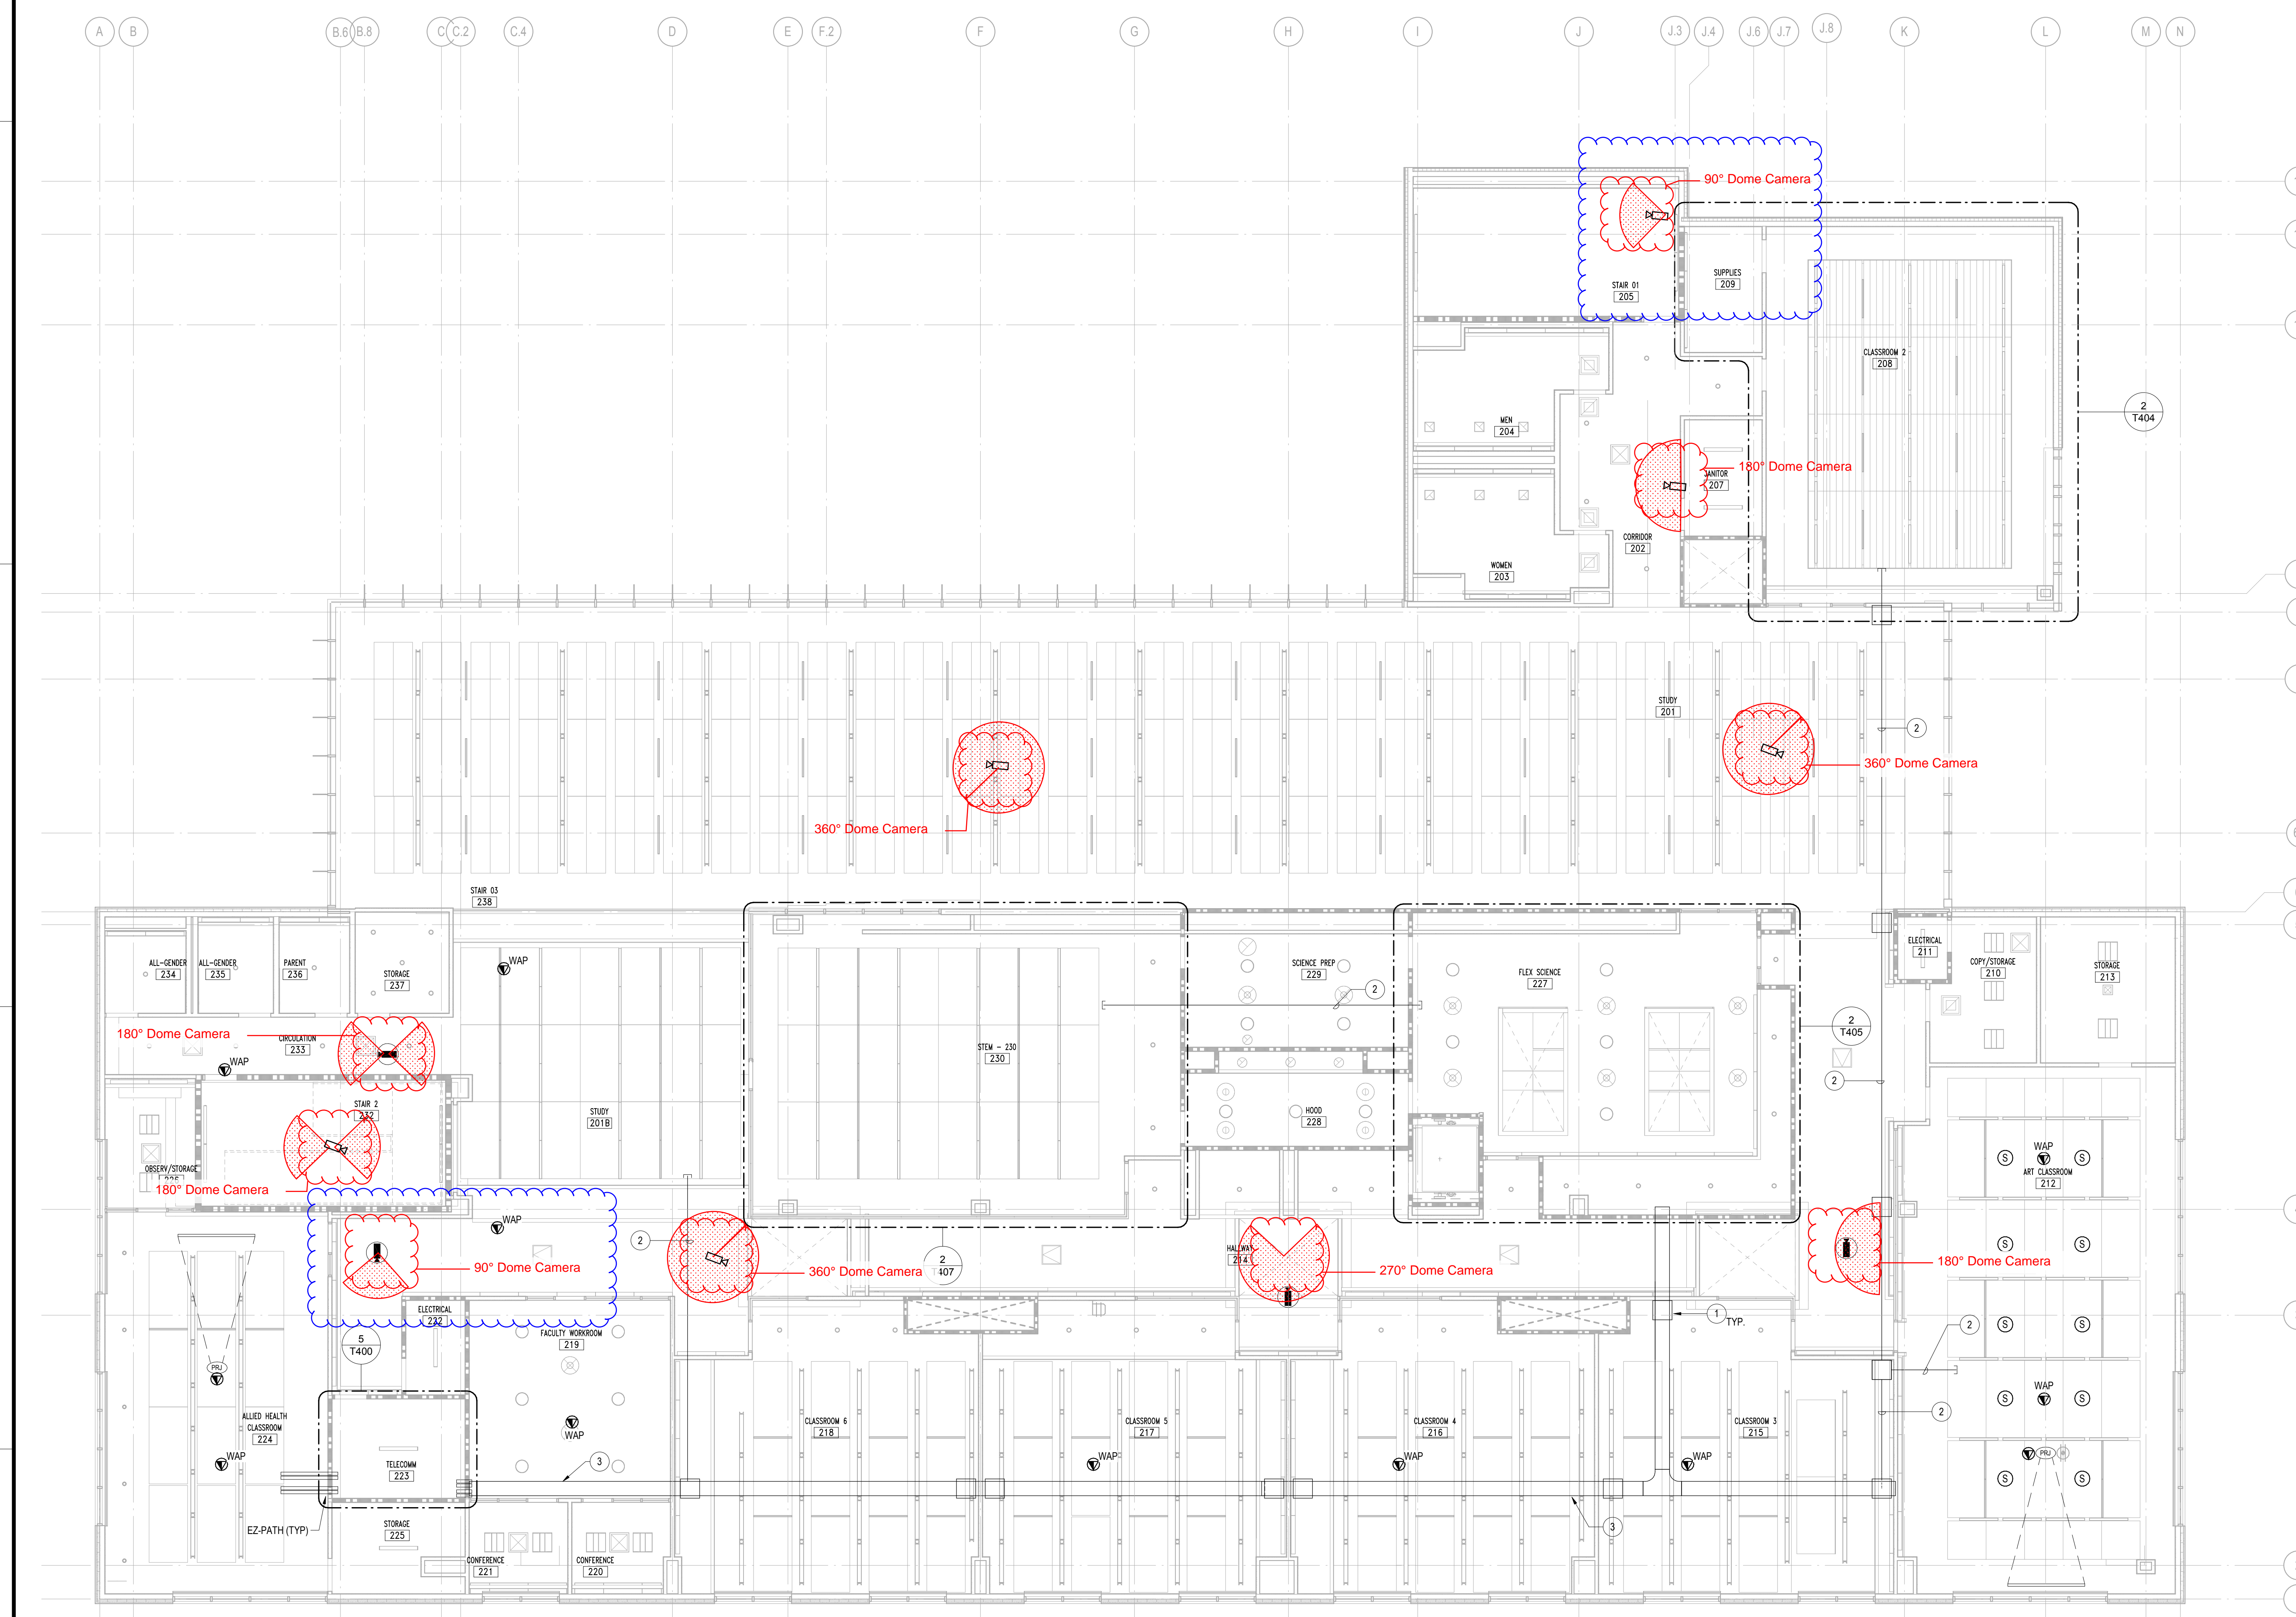 A B B.6 B.8 C C.2 C.4 D E F.2 F G H I J J.3 J.4 J.6 J.7 J.8 K L M N
90° Dome Camera
SUPPLIES
209
STAIR 01
205
CLASSROOM 2
208
2
T404
MEN
204
180° Dome Camera
JANITOR
207
CORRIDOR
202
WOMEN
203
STUDY
201
2
360° Dome Camera
360° Dome Camera
STAIR 03
238
ELECTRICAL
211
ALL-GENDER
234
ALL-GENDER
235
PARENT
236
STORAGE
237
WAP
SCIENCE PREP
229
FLEX SCIENCE
227
COPY/STORAGE
210
STORAGE
213
2
2
T405
180° Dome Camera
CIRCULATION
233
WAP
STEM - 230
230
2
STAIR 2
232
STUDY
201B
HOOD
228
WAP
S
S
ART CLASSROOM
212
OBSERV/STORAGE
180° Dome Camera
WAP
2
S
S
HALLWAY
214
2
T407
90° Dome Camera
360° Dome Camera
270° Dome Camera
180° Dome Camera
ELECTRICAL
222
1
TYP.
2
S
S
5
T400
FACULTY WORKROOM
219
PRJ
WAP
S
S
ALLIED HEALTH
CLASSROOM
224
WAP
WAP
CLASSROOM 6
218
CLASSROOM 5
217
CLASSROOM 4
216
CLASSROOM 3
215
2
WAP
WAP
WAP
PRJ
TELECOMM
223
3
S
S
EZ-PATH (TYP)
STORAGE
225
3
CONFERENCE
221
CONFERENCE
220